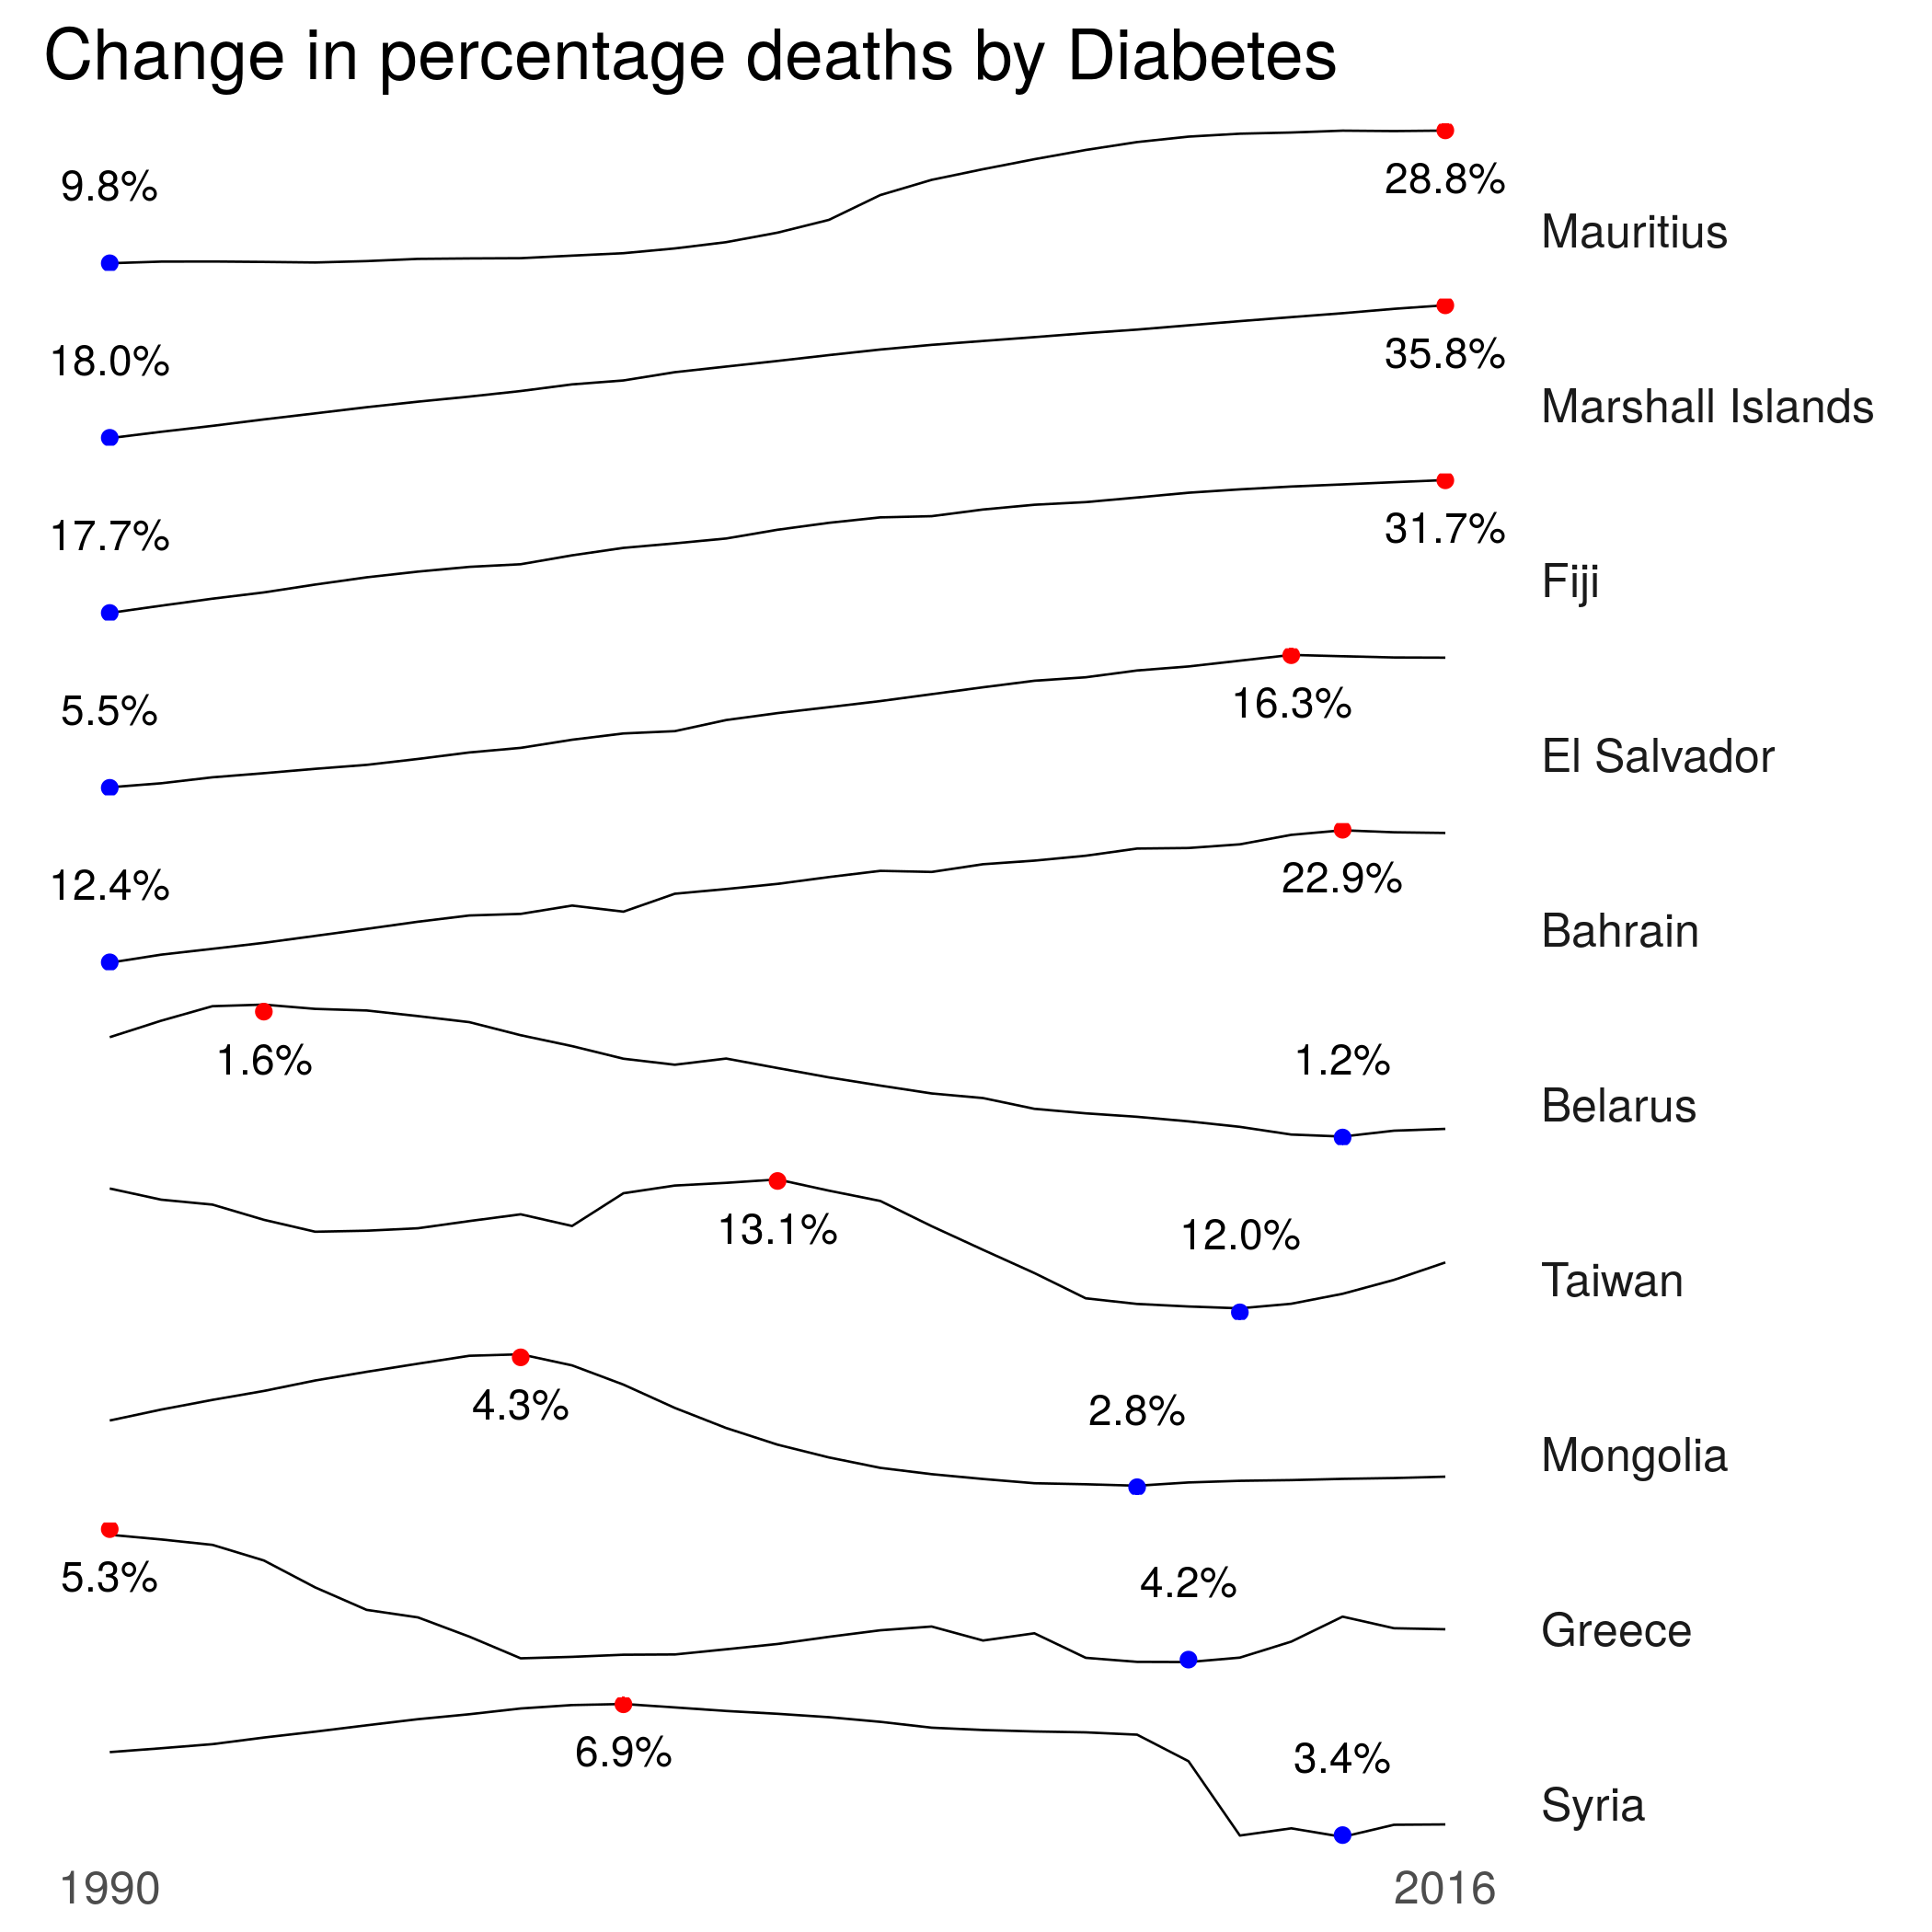 Change in percentage deaths by Diabetes
9.8%
28.8%
Mauritius
18.0%
35.8%
Marshall Islands
17.7%
31.7%
Fiji
5.5%
16.3%
El Salvador
12.4%
22.9%
Bahrain
1.6%
1.2%
Belarus
13.1%
12.0%
Taiwan
4.3%
2.8%
Mongolia
5.3%
4.2%
Greece
6.9%
3.4%
Syria
1990
2016